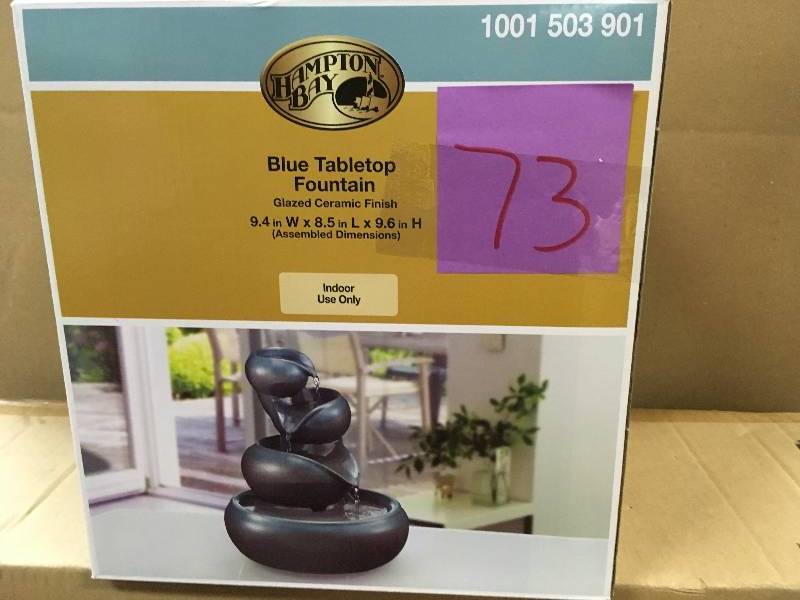 1001 503 901
HAMPTON
BAY
Blue Tabletop
Fountain
Glazed Ceramic Finish
9.4 in W x 8.5 in L x 9.6 in H
(Assembled Dimensions)
73
Indoor
Use Only